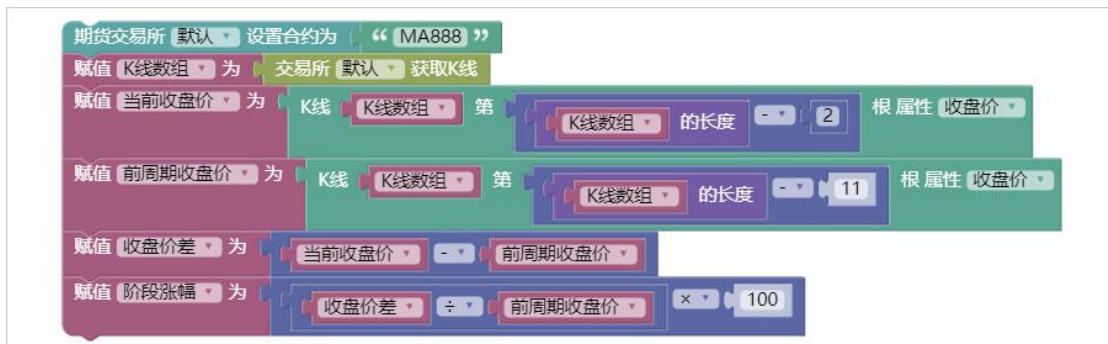 期货交易所 默认 设置合约为 “ MA888 ”
赋值 K线数组 为 交易所 默认 获取K线
赋值 当前收盘价 为 K线 K线数组 第 K线数组 的长度 - 2 根 属性 收盘价
赋值 前周期收盘价 为 K线 K线数组 第 K线数组 的长度 - 11 根 属性 收盘价
赋值 收盘价差 为 当前收盘价 - 前周期收盘价
赋值 阶段涨幅 为 收盘价差 ÷ 前周期收盘价 × 100